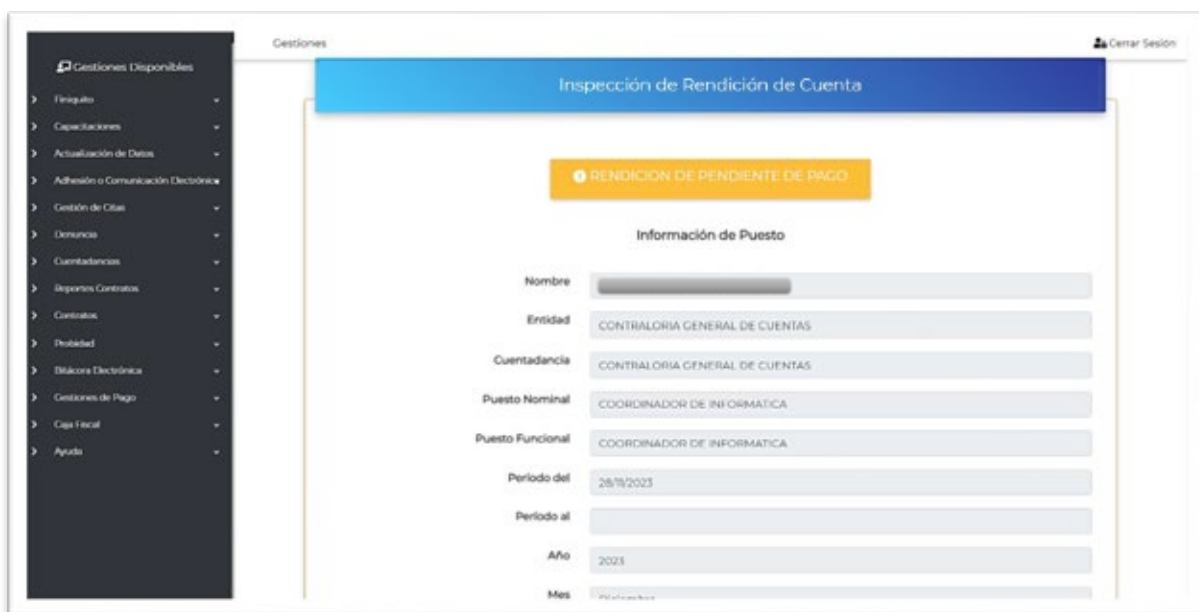 Gestiones
Cerrar Sesión
Gestiones Disponibles
Finiquito
Capacitaciones
Actualización de Datos
Adhesión o Comunicación Electrónica
Gestión de Citas
Denuncia
Cuentadancias
Reportes Contratos
Contratos
Probidad
Bitácora Electrónica
Gestiones de Pago
Caja Fiscal
Ayuda
Inspección de Rendición de Cuenta
RENDICION DE PENDIENTE DE PAGO
Información de Puesto
Nombre
Entidad CONTRALORIA GENERAL DE CUENTAS
Cuentadancia CONTRALORIA GENERAL DE CUENTAS
Puesto Nominal COORDINADOR DE INFORMATICA
Puesto Funcional COORDINADOR DE INFORMATICA
Periodo del 28/11/2023
Periodo al
Año 2023
Mes Diciembre